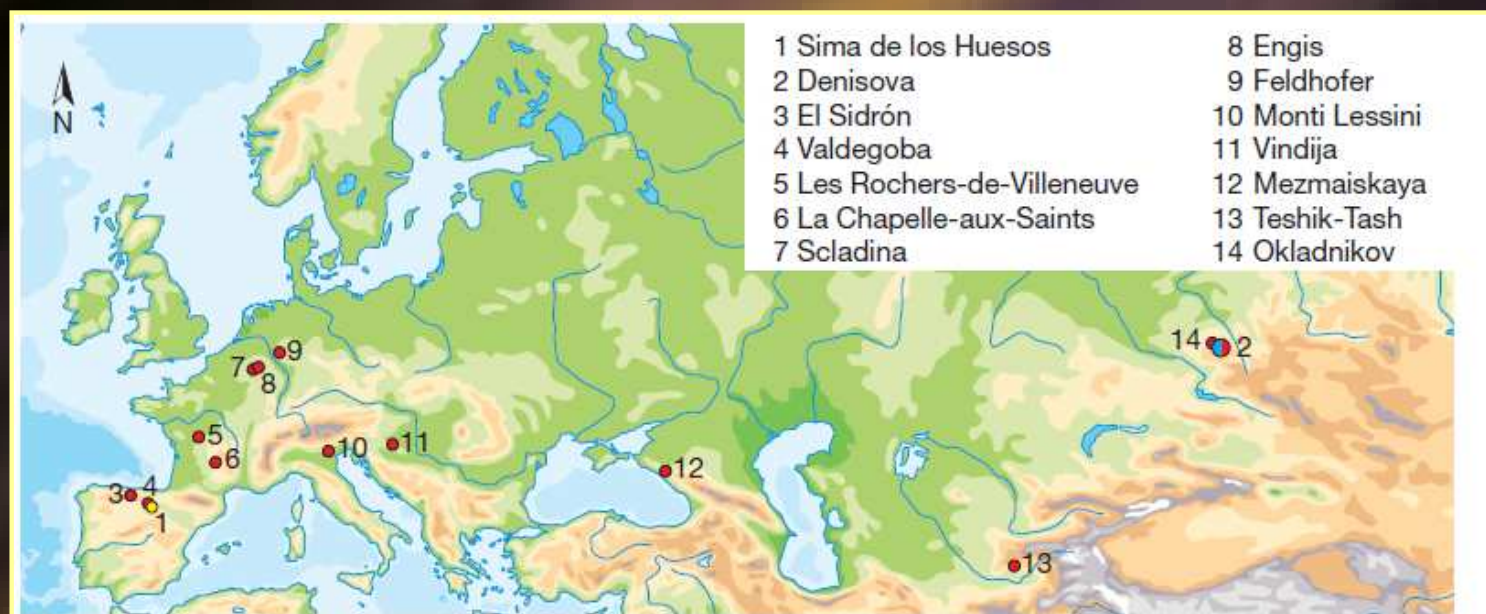 1 Sima de los Huesos
2 Denisova
3 El Sidrón
4 Valdegoba
5 Les Rochers-de-Villeneuve
6 La Chapelle-aux-Saints
7 Scladina
8 Engis
9 Feldhofer
10 Monti Lessini
11 Vindija
12 Mezmaiskaya
13 Teshik-Tash
14 Okladnikov
N
14 2
9
7
8
5
6
10
11
12
3
4
1
13